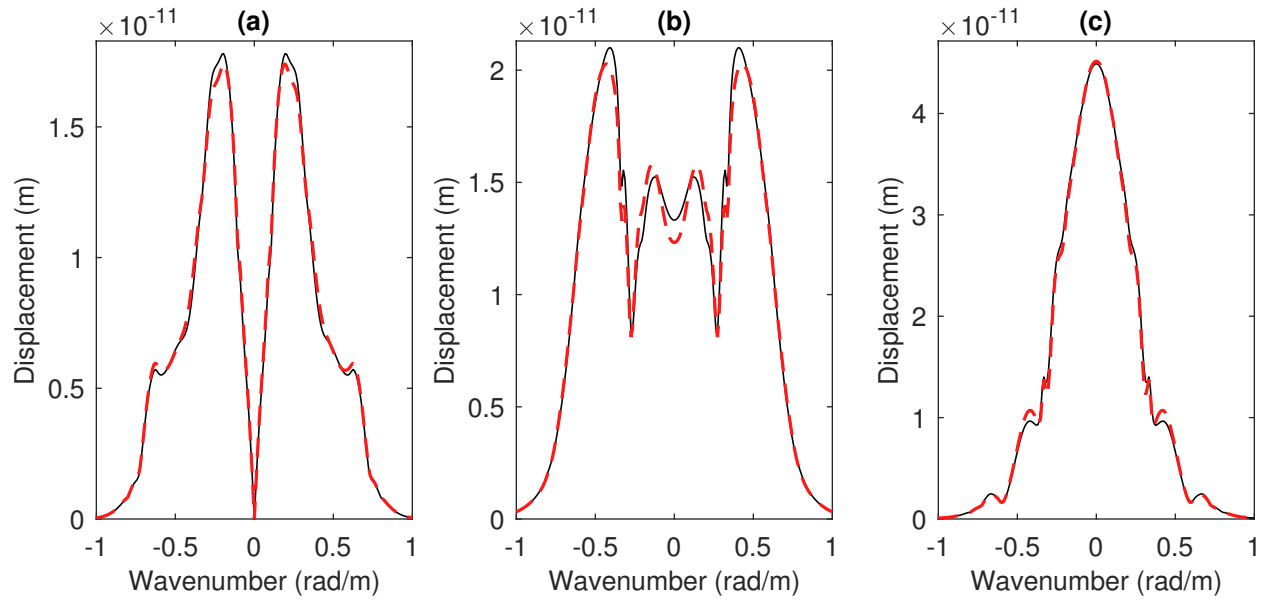 (a)
× 10⁻¹¹
Displacement (m)
1.5
1
0.5
0
-1 -0.5 0 0.5 1
Wavenumber (rad/m)
(b)
× 10⁻¹¹
Displacement (m)
2
1.5
1
0.5
0
-1 -0.5 0 0.5 1
Wavenumber (rad/m)
(c)
× 10⁻¹¹
Displacement (m)
4
3
2
1
0
-1 -0.5 0 0.5 1
Wavenumber (rad/m)